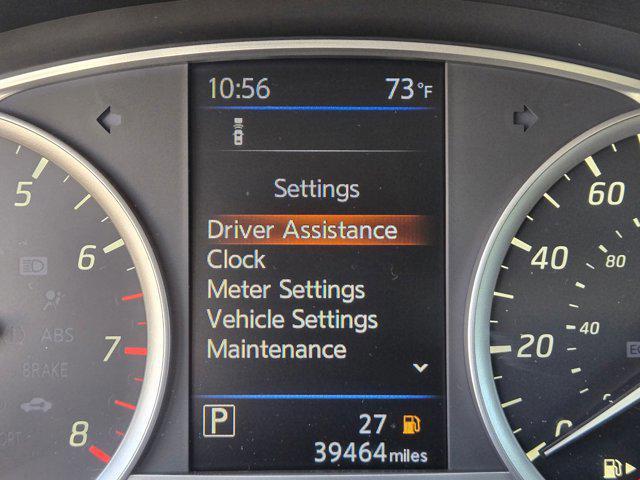 10:56 73°F
Settings
Driver Assistance
Clock
Meter Settings
Vehicle Settings
Maintenance
P 27
39464 miles
5
6
7
8
ABS
BRAKE
60
40
20
0
80
40